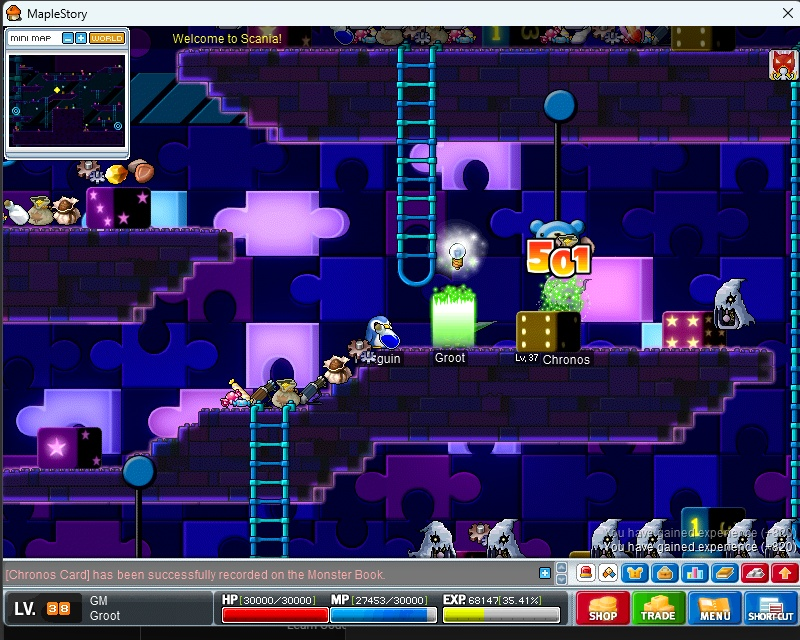 MapleStory
MINI MAP
WORLD
Welcome to Scania!
501
guin
Groot
Lv. 37 Chronos
1
You have gained experience (+820)
You have gained experience (+820)
[Chronos Card] has been successfully recorded on the Monster Book.
LV. 38
GM
Groot
HP [30000/30000]
MP [27453/30000]
EXP. 68147 [35.41%]
SHOP
TRADE
MENU
SHORTCUT